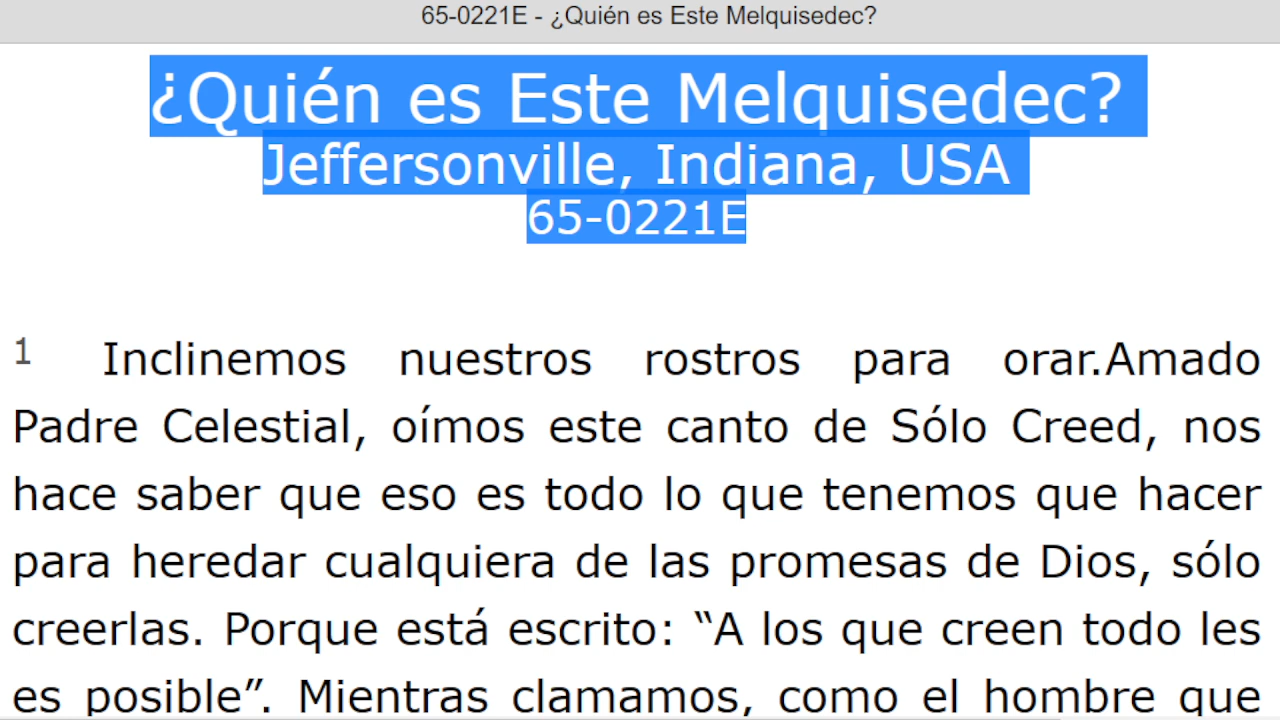 65-0221E - ¿Quién es Este Melquisedec?
¿Quién es Este Melquisedec?
Jeffersonville, Indiana, USA
65-0221E
1 Inclinemos nuestros rostros para orar.Amado
Padre Celestial, oímos este canto de Sólo Creed, nos
hace saber que eso es todo lo que tenemos que hacer
para heredar cualquiera de las promesas de Dios, sólo
creerlas. Porque está escrito: “A los que creen todo les
es posible”. Mientras clamamos, como el hombre que